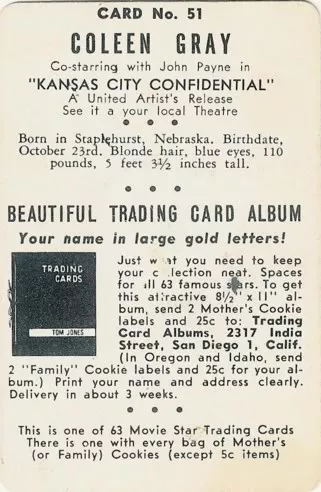 CARD No. 51
COLEEN GRAY
Co-starring with John Payne in
"KANSAS CITY CONFIDENTIAL"
A United Artist's Release
See it a your local Theatre
Born in Staplehurst, Nebraska. Birthdate,
October 23rd. Blonde hair, blue eyes, 110
pounds, 5 feet 3½ inches tall.
BEAUTIFUL TRADING CARD ALBUM
Your name in large gold letters!
TRADING
CARDS
TOM JONES
Just what you need to keep
your collection neat. Spaces
for all 63 famous stars. To get
this attractive 8½" x 11" al-
bum, send 2 Mother's Cookie
labels and 25c to: Trading
Card Albums, 2317 India
Street, San Diego 1, Calif.
(In Oregon and Idaho, send
2 "Family" Cookie labels and 25c for your al-
bum.) Print your name and address clearly.
Delivery in about 3 weeks.
This is one of 63 Movie Star Trading Cards
There is one with every bag of Mother's
(or Family) Cookies (except 5c items)